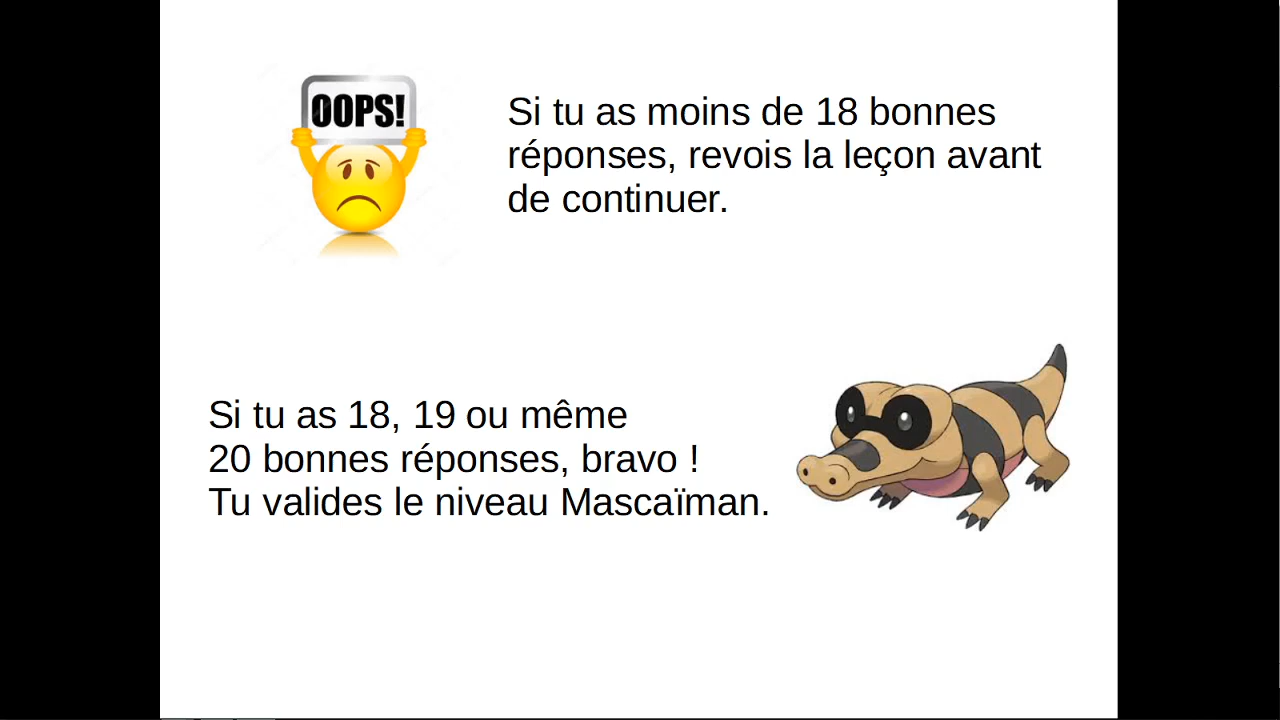 OOPS!
Si tu as moins de 18 bonnes
réponses, revois la leçon avant
de continuer.
Si tu as 18, 19 ou même
20 bonnes réponses, bravo !
Tu valides le niveau Mascaïman.